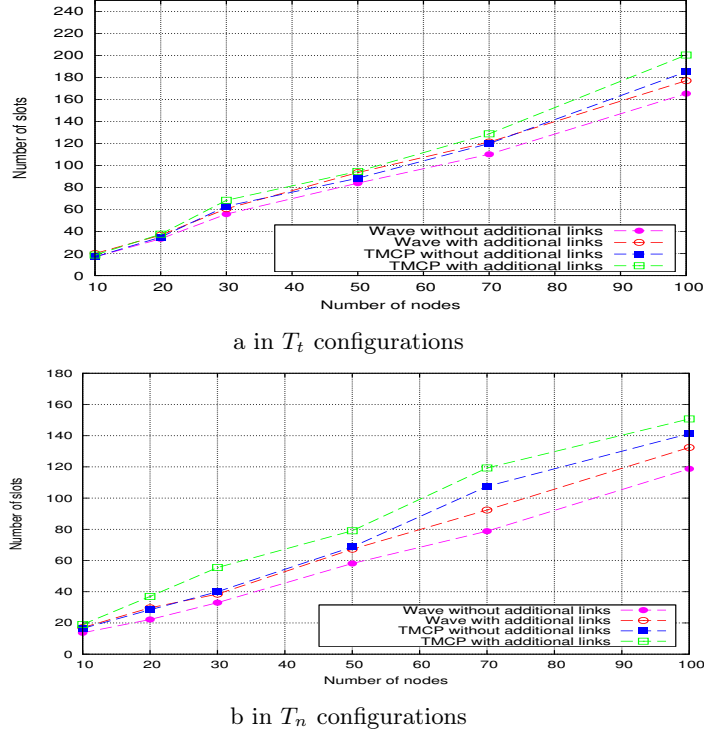 240
220
200
180
160
140
120
100
80
60
40
20
0
Number of slots
Wave without additional links
Wave with additional links
TMCP without additional links
TMCP with additional links
10 20 30 40 50 60 70 80 90 100
Number of nodes
a in T_t configurations
180
160
140
120
100
80
60
40
20
0
Number of slots
Wave without additional links
Wave with additional links
TMCP without additional links
TMCP with additional links
10 20 30 40 50 60 70 80 90 100
Number of nodes
b in T_n configurations